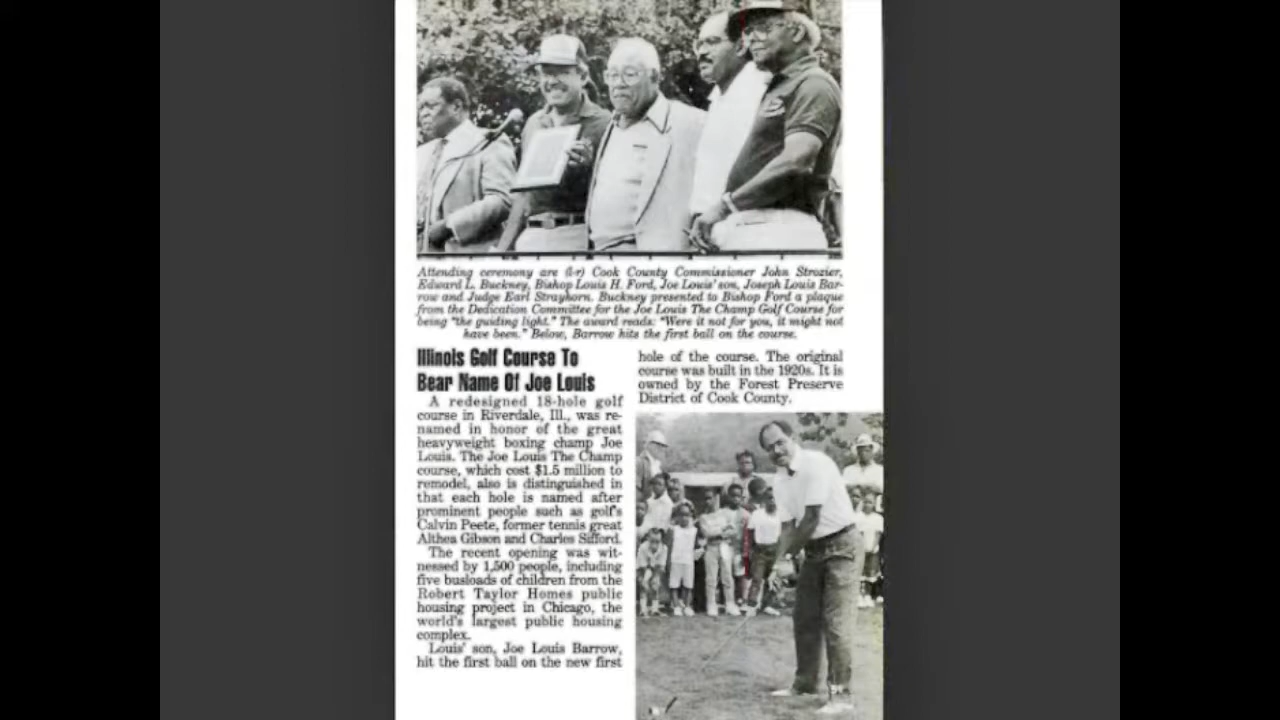 Attending ceremony are (l-r) Cook County Commissioner John Strozier,
Edward L. Buckney, Bishop Louis H. Ford, Joe Louis' son, Joseph Louis Bar-
row and Judge Earl Strayhorn. Buckney presented to Bishop Ford a plaque
from the Dedication Committee for the Joe Louis The Champ Golf Course for
being "the guiding light." The award reads: "Were it not for you, it might not
have been." Below, Barrow hits the first ball on the course.
Illinois Golf Course To
Bear Name Of Joe Louis
A redesigned 18-hole golf
course in Riverdale, Ill., was re-
named in honor of the great
heavyweight boxing champ Joe
Louis. The Joe Louis The Champ
course, which cost $1.5 million to
remodel, also is distinguished in
that each hole is named after
prominent people such as golf's
Calvin Peete, former tennis great
Althea Gibson and Charles Sifford.
The recent opening was wit-
nessed by 1,500 people, including
five busloads of children from the
Robert Taylor Homes public
housing project in Chicago, the
world's largest public housing
complex.
Louis' son, Joe Louis Barrow,
hit the first ball on the new first
hole of the course. The original
course was built in the 1920s. It is
owned by the Forest Preserve
District of Cook County.